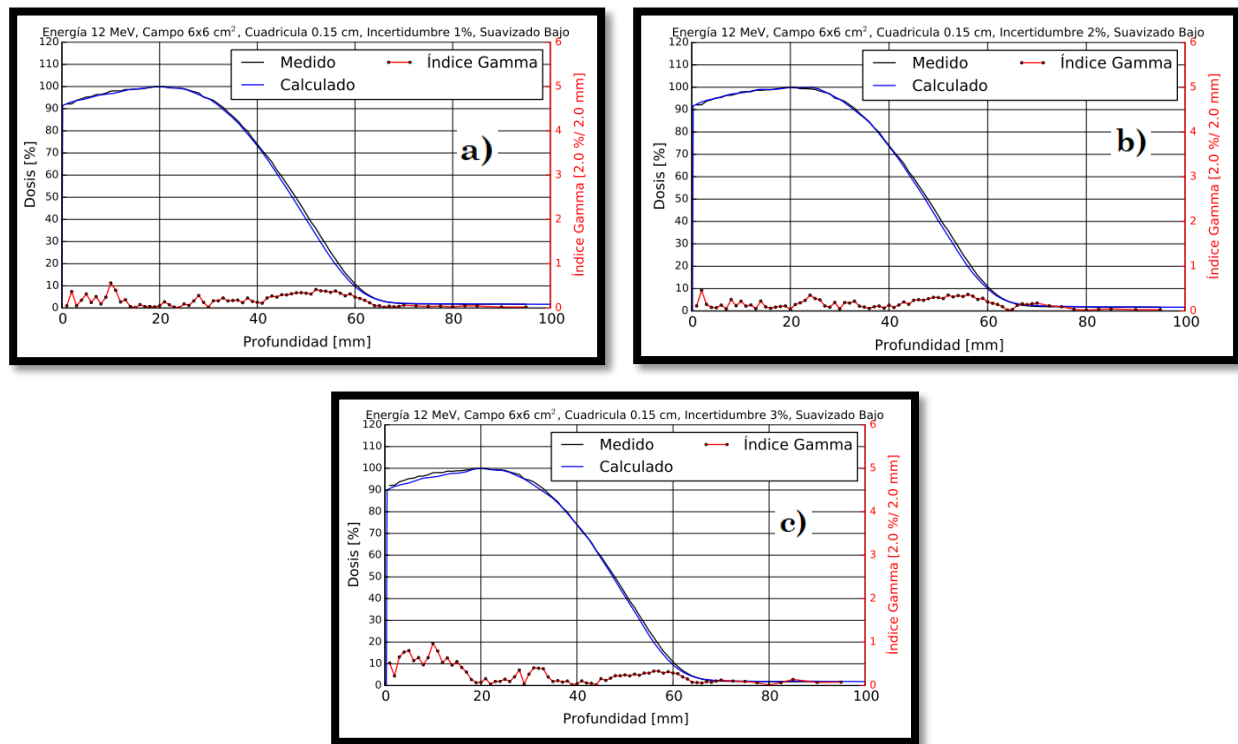 Energía 12 MeV, Campo 6x6 cm², Cuadricula 0.15 cm, Incertidumbre 1%, Suavizado Bajo
Medido
Calculado
Índice Gamma
a)
Dosis [%]
120
110
100
90
80
70
60
50
40
30
20
10
0
0 20 40 60 80 100
Profundidad [mm]
6
5
4
3
2
1
0
Índice Gamma [2.0 %/ 2.0 mm]
Energía 12 MeV, Campo 6x6 cm², Cuadricula 0.15 cm, Incertidumbre 2%, Suavizado Bajo
Medido
Calculado
Índice Gamma
b)
Dosis [%]
120
110
100
90
80
70
60
50
40
30
20
10
0
0 20 40 60 80 100
Profundidad [mm]
6
5
4
3
2
1
0
Índice Gamma [2.0 %/ 2.0 mm]
Energía 12 MeV, Campo 6x6 cm², Cuadricula 0.15 cm, Incertidumbre 3%, Suavizado Bajo
Medido
Calculado
Índice Gamma
c)
Dosis [%]
120
110
100
90
80
70
60
50
40
30
20
10
0
0 20 40 60 80 100
Profundidad [mm]
6
5
4
3
2
1
0
Índice Gamma [2.0 %/ 2.0 mm]